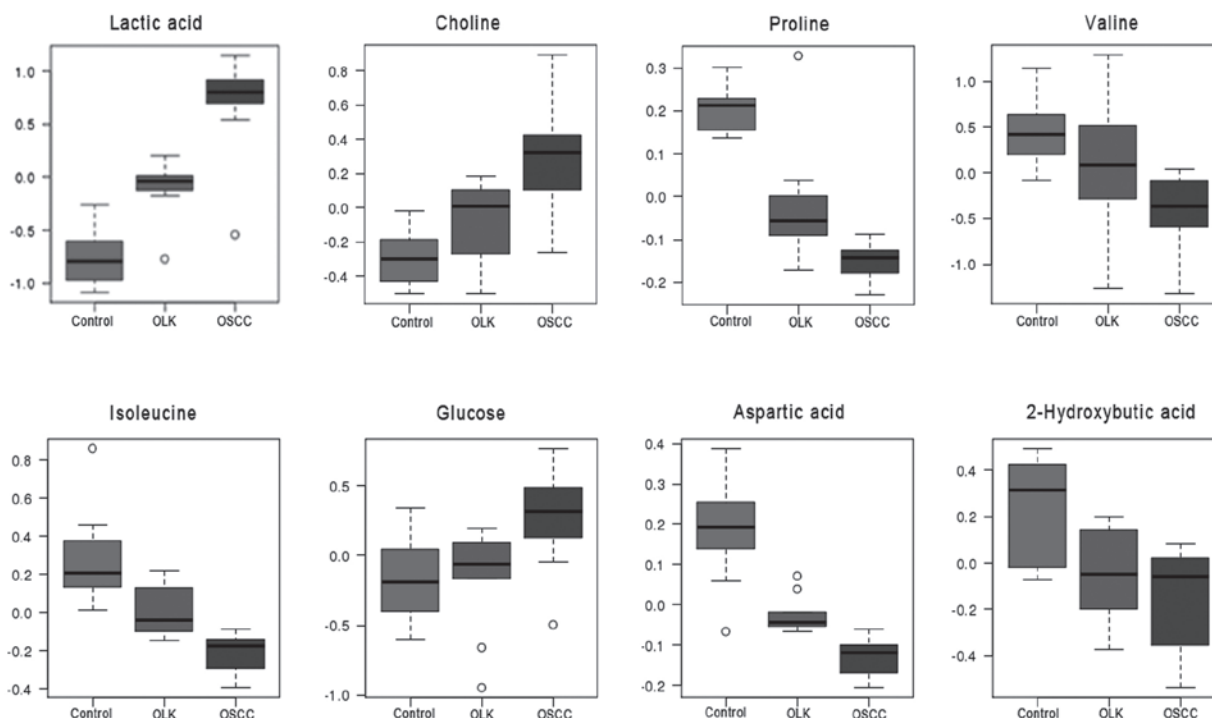 Lactic acid
1.0
0.5
0.0
-0.5
-1.0
Control OLK OSCC
Choline
0.8
0.6
0.4
0.2
0.0
-0.2
-0.4
Control OLK OSCC
Proline
0.3
0.2
0.1
0.0
-0.1
-0.2
Control OLK OSCC
Valine
1.0
0.5
0.0
-0.5
-1.0
Control OLK OSCC
Isoleucine
0.8
0.6
0.4
0.2
0.0
-0.2
-0.4
Control OLK OSCC
Glucose
0.5
0.0
-0.5
-1.0
Control OLK OSCC
Aspartic acid
0.4
0.3
0.2
0.1
0.0
-0.1
-0.2
Control OLK OSCC
2-Hydroxybutic acid
0.4
0.2
0.0
-0.2
-0.4
Control OLK OSCC